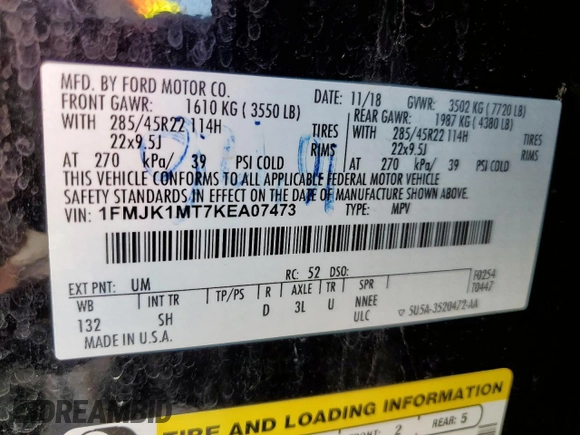 MFD. BY FORD MOTOR CO.
DATE: 11/18 GVWR: 3502 KG (7720 LB)
FRONT GAWR: 1610 KG (3550 LB) REAR GAWR: 1987 KG (4380 LB)
WITH 285/45R22 114H TIRES WITH 285/45R22 114H TIRES
22x9.5J RIMS 22x9.5J RIMS
AT 270 kPa/ 39 PSI COLD AT 270 kPa/ 39 PSI COLD
THIS VEHICLE CONFORMS TO ALL APPLICABLE FEDERAL MOTOR VEHICLE
SAFETY STANDARDS IN EFFECT ON THE DATE OF MANUFACTURE SHOWN ABOVE.
VIN: 1FMJK1MT7KEA07473 TYPE: MPV
EXT PNT: UM RC: 52 DSO: F0254
WB INT TR TP/PS R AXLE TR SPR T0447
132 SH D 3L U NNEE
ULC 5U5A-3520472-AA
MADE IN U.S.A.
TIRE AND LOADING INFORMATION
FRONT: 2 REAR: 5
DREAMBID